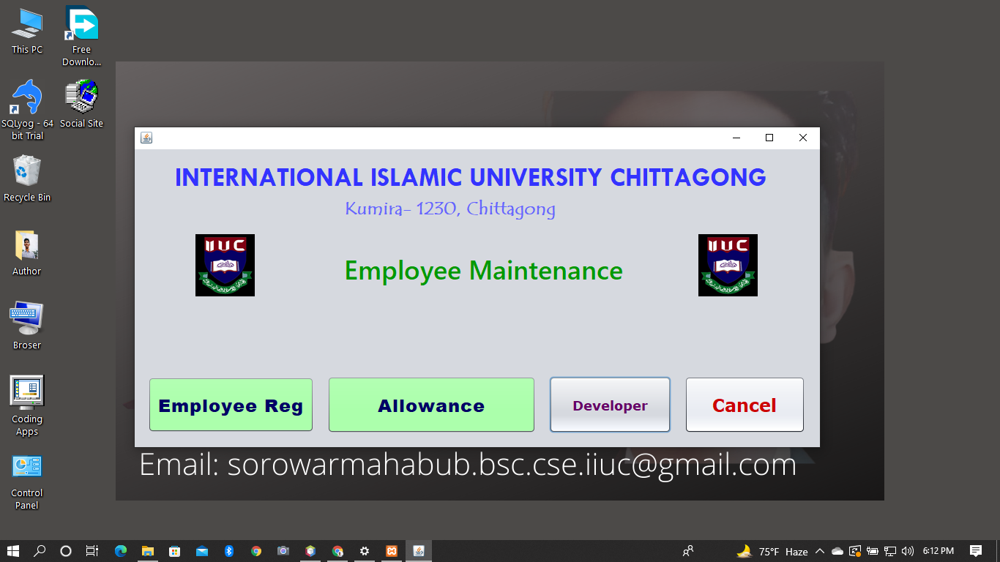 This PC
Free
Downlo...
SQLyog - 64
bit Trial
Social Site
Recycle Bin
Author
Broser
Coding
Apps
Control
Panel
INTERNATIONAL ISLAMIC UNIVERSITY CHITTAGONG
Kumira- 1230, Chittagong
IIUC
Employee Maintenance
IIUC
Employee Reg
Allowance
Developer
Cancel
Email: sorowarmahabub.bsc.cse.iiuc@gmail.com
75°F Haze
6:12 PM